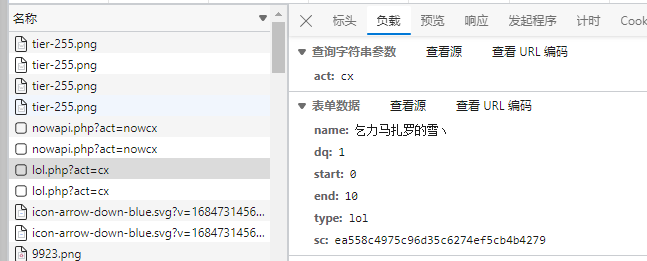 名称
tier-255.png
tier-255.png
tier-255.png
tier-255.png
nowapi.php?act=nowcx
nowapi.php?act=nowcx
lol.php?act=cx
lol.php?act=cx
icon-arrow-down-blue.svg?v=1684731456...
icon-arrow-down-blue.svg?v=1684731456...
9923.png
标头 负载 预览 响应 发起程序 计时 Cook
查询字符串参数 查看源 查看 URL 编码
act: cx
表单数据 查看源 查看 URL 编码
name: 乞力马扎罗的雪丶
dq: 1
start: 0
end: 10
type: lol
sc: ea558c4975c96d35c6274ef5cb4b4279